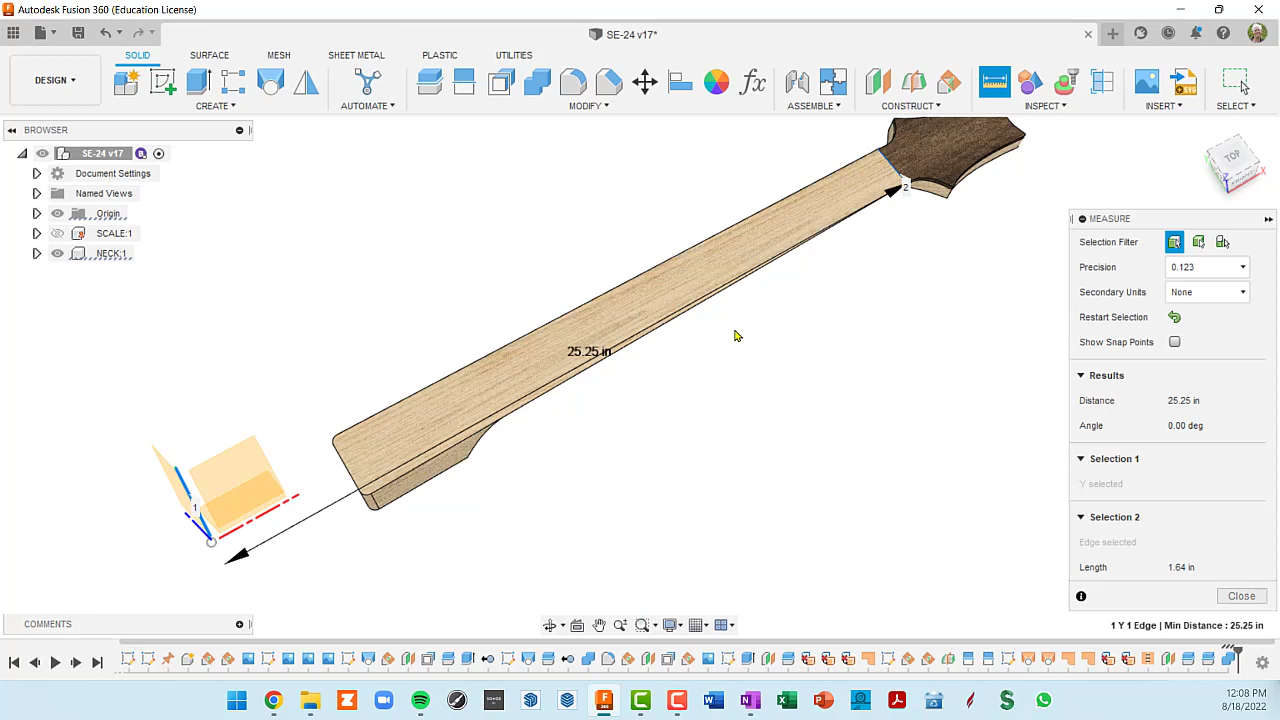 Autodesk Fusion 360 (Education License)
SE-24 v17*
DESIGN
SOLID SURFACE MESH SHEET METAL PLASTIC UTILITIES
CREATE AUTOMATE MODIFY ASSEMBLE CONSTRUCT INSPECT INSERT SELECT
fx
SVG
BROWSER
SE-24 v17
Document Settings
Named Views
Origin
SCALE:1
NECK:1
TOP
Z
X
2
25.25 in
1
MEASURE
Selection Filter
Precision 0.123
Secondary Units None
Restart Selection
Show Snap Points
Results
Distance 25.25 in
Angle 0.00 deg
Selection 1
Y selected
Selection 2
Edge selected
Length 1.64 in
Close
COMMENTS
1 Y 1 Edge | Min Distance : 25.25 in
12:08 PM
8/18/2022